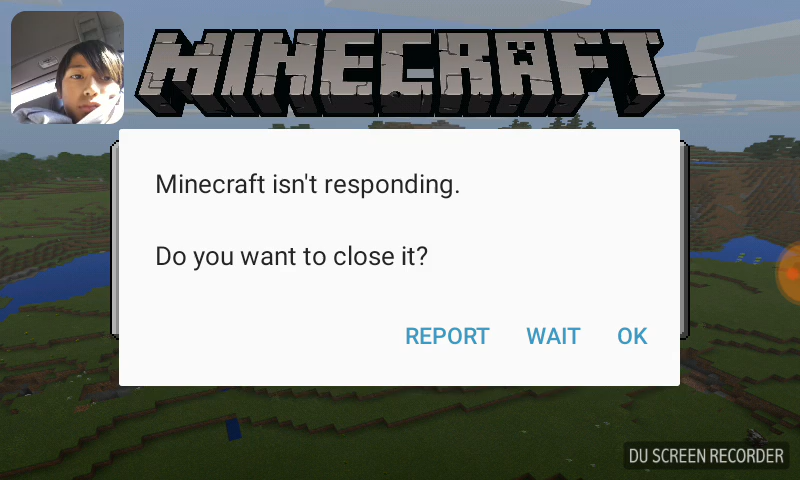 MINECRAFT
Minecraft isn't responding.
Do you want to close it?
REPORT WAIT OK
DU SCREEN RECORDER